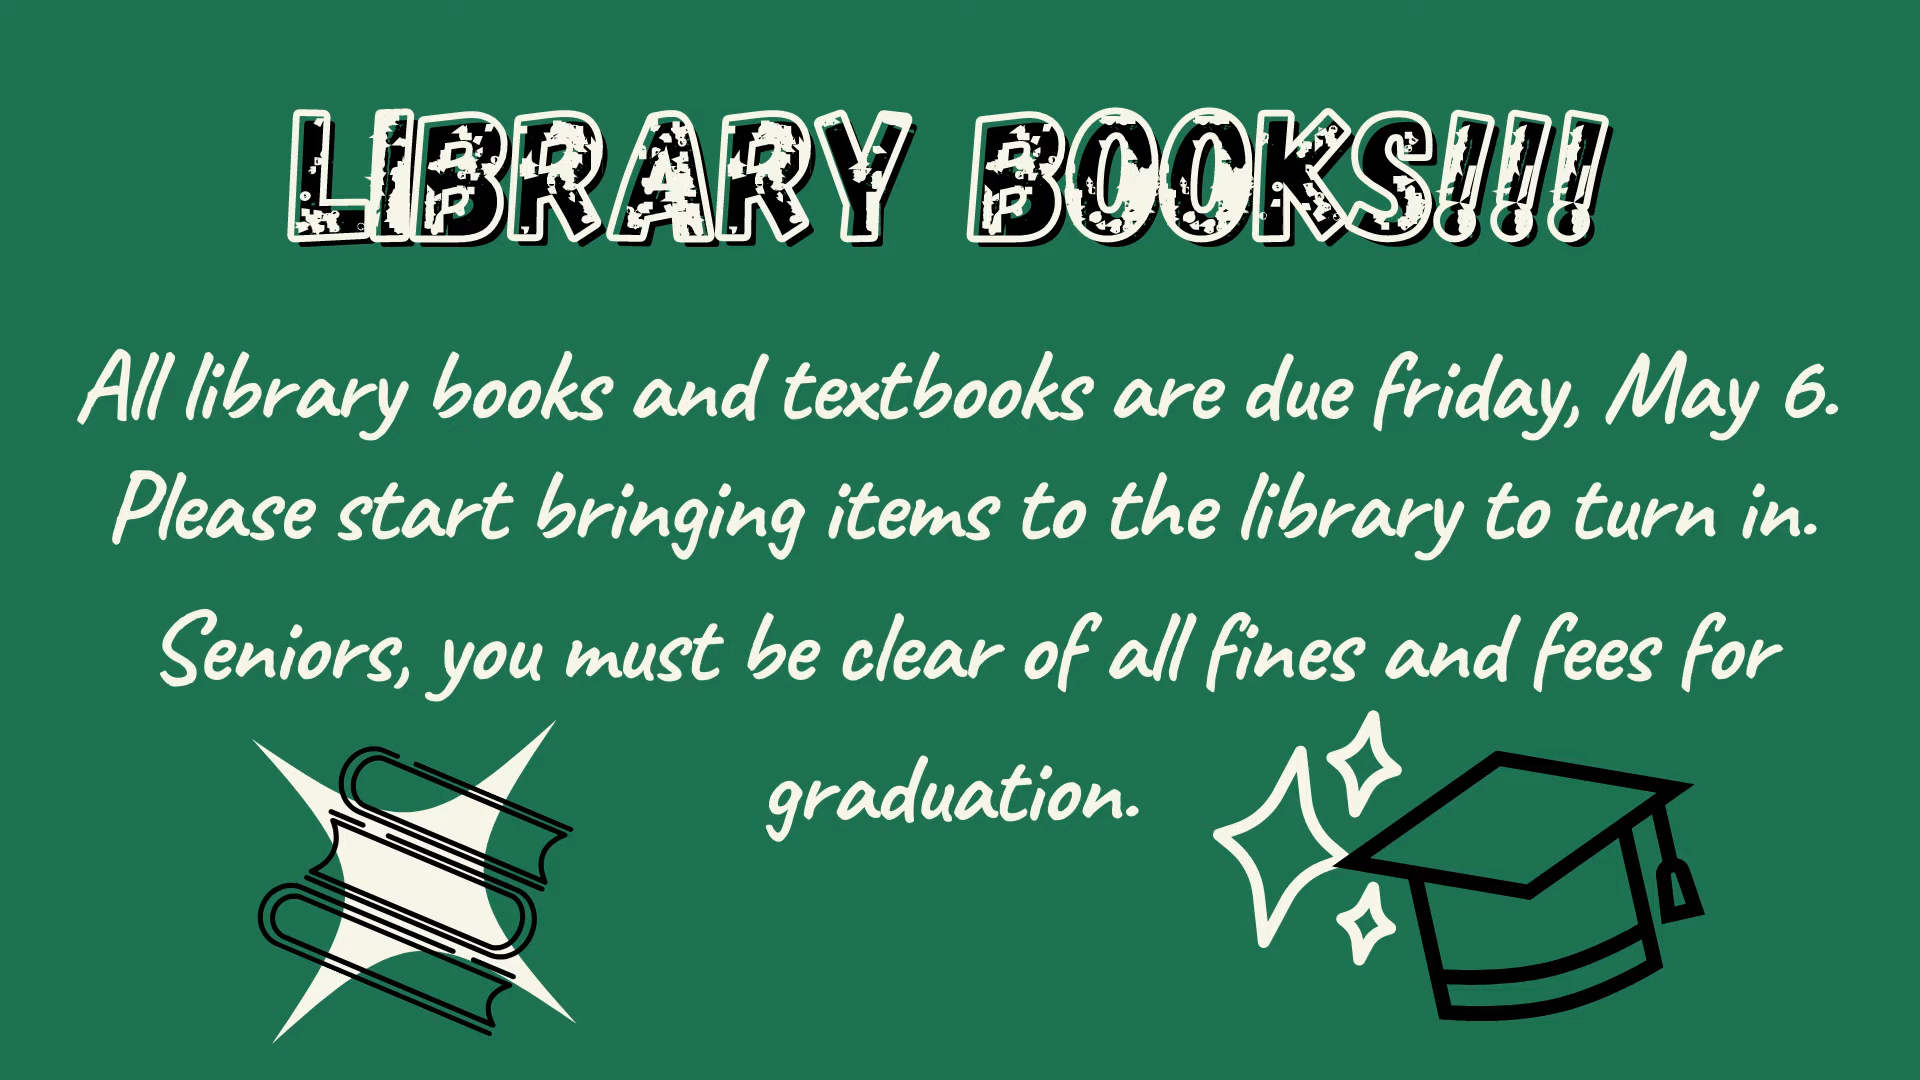 LIBRARY BOOKS!!!
All library books and textbooks are due friday, May 6.
Please start bringing items to the library to turn in.
Seniors, you must be clear of all fines and fees for
graduation.